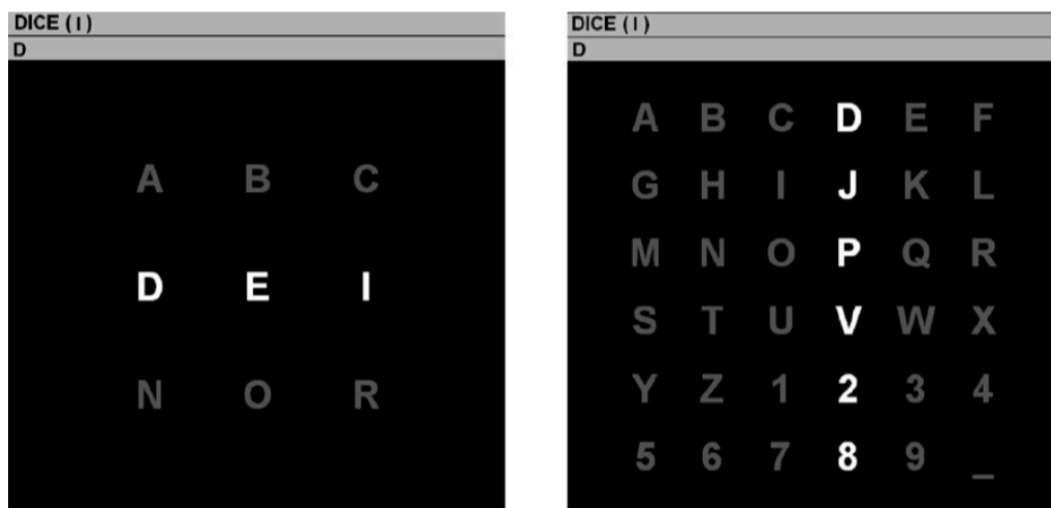 DICE (I)
D
A B C
D E I
N O R
DICE (I)
D
A B C D E F
G H I J K L
M N O P Q R
S T U V W X
Y Z 1 2 3 4
5 6 7 8 9 _